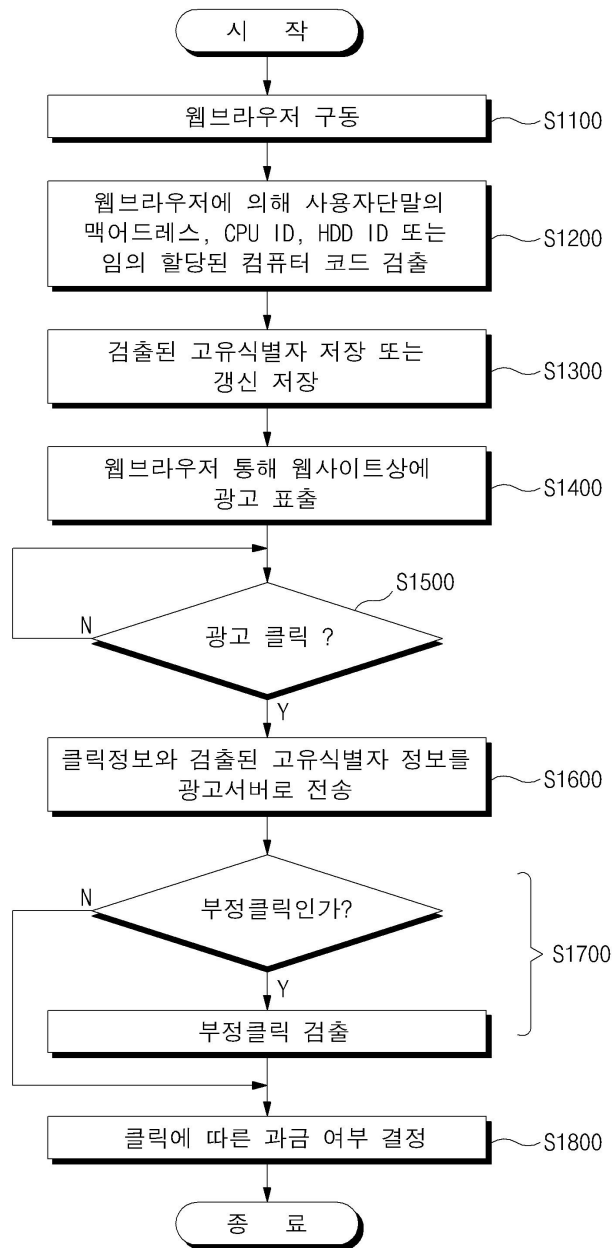 시 작
웹브라우저 구동
S1100
웹브라우저에 의해 사용자단말의
맥어드레스, CPU ID, HDD ID 또는
임의 할당된 컴퓨터 코드 검출
S1200
검출된 고유식별자 저장 또는
갱신 저장
S1300
웹브라우저 통해 웹사이트상에
광고 표출
S1400
S1500
광고 클릭 ?
N
Y
클릭정보와 검출된 고유식별자 정보를
광고서버로 전송
S1600
N
부정클릭인가?
Y
S1700
부정클릭 검출
클릭에 따른 과금 여부 결정
S1800
종 료